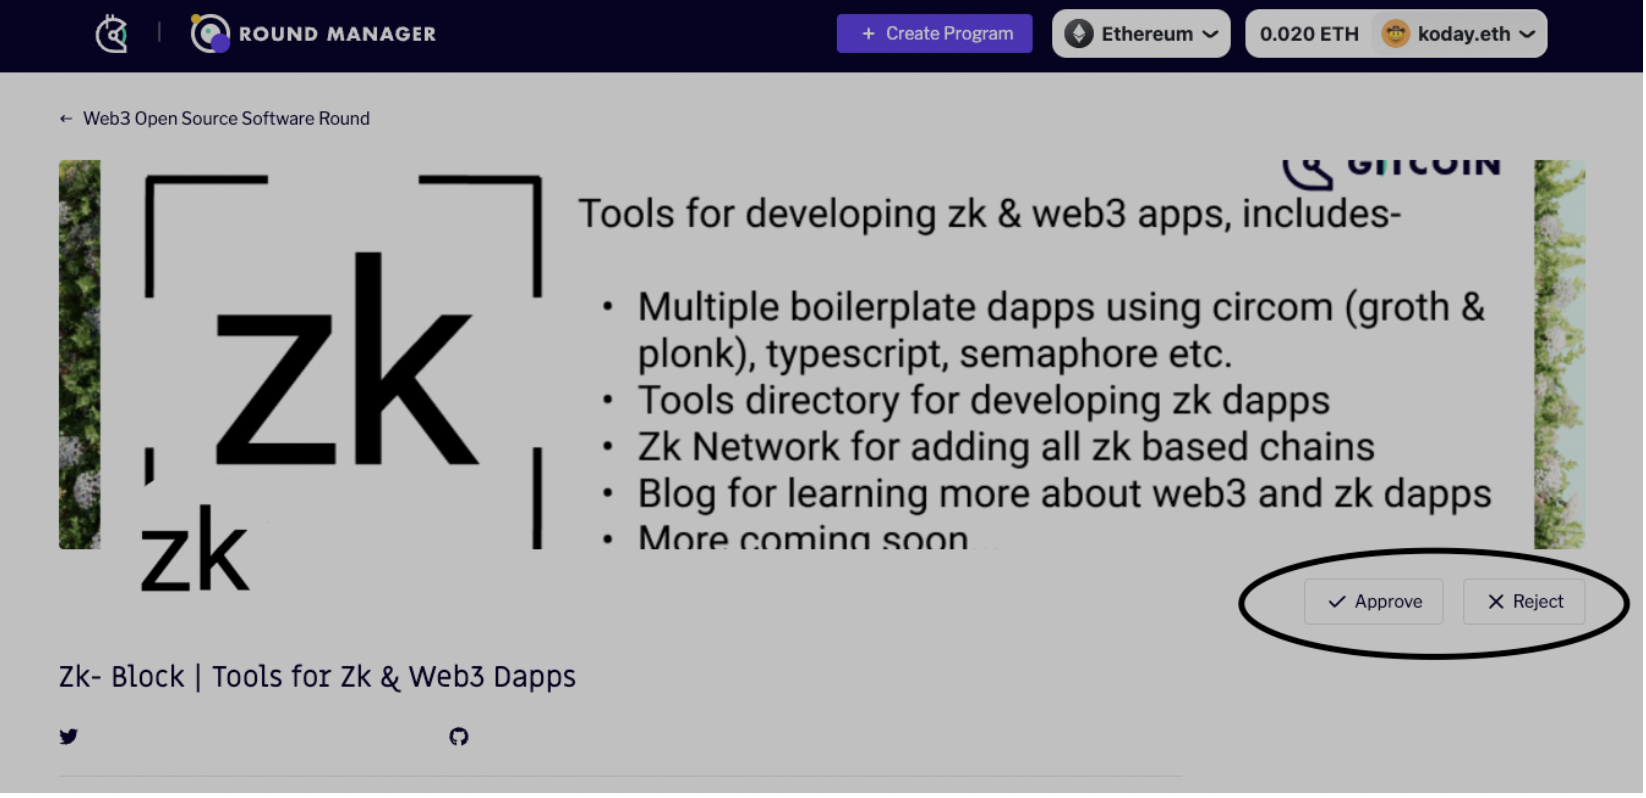 ROUND MANAGER
+ Create Program
Ethereum
0.020 ETH
koday.eth
← Web3 Open Source Software Round
GITCOIN
zk
Tools for developing zk & web3 apps, includes-
• Multiple boilerplate dapps using circom (groth &
plonk), typescript, semaphore etc.
• Tools directory for developing zk dapps
• Zk Network for adding all zk based chains
• Blog for learning more about web3 and zk dapps
• More coming soon...
zk
Approve
Reject
Zk- Block | Tools for Zk & Web3 Dapps